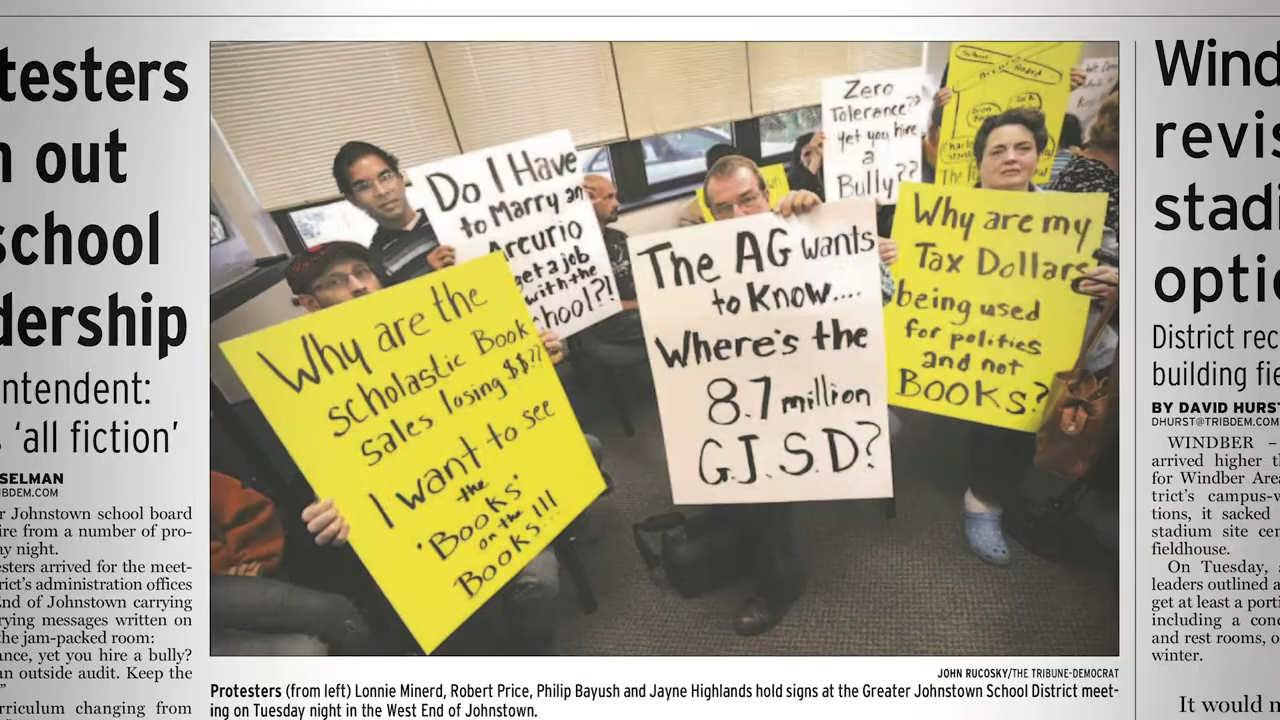 testers
out
school
dership
ntendent:
'all fiction'
SELMAN
IBDEM.COM
r Johnstown school board
ire from a number of pro-
ay night.
esters arrived for the meet-
rict's administration offices
End of Johnstown carrying
rying messages written on
the jam-packed room:
ance, yet you hire a bully?
an outside audit. Keep the
”
rriculum changing from
Do I Have
to Marry an
Arcurio
get a job
with the
chool?!
Why are the
scholastic Book
sales losing $$??
I want to see
the
'BOOKS'
on the
BOOKS!!!
The AG wants
to know....
Where's the
8.7 million
G.J.S.D?
Zero
Tolerance??
yet you hire
a
Bully??
School
Board
Why are my
Tax Dollars
being used
for politics
and not
BOOKS?
JOHN RUCOSKY/THE TRIBUNE-DEMOCRAT
Protesters (from left) Lonnie Minerd, Robert Price, Philip Bayush and Jayne Highlands hold signs at the Greater Johnstown School District meet-
ing on Tuesday night in the West End of Johnstown.
Wind
revis
stad
optio
District rec
building fie
BY DAVID HURST
DHURST@TRIBDEM.COM
WINDBER –
arrived higher th
for Windber Area
trict's campus-w
tions, it sacked
stadium site cen
fieldhouse.
On Tuesday, a
leaders outlined a
get at least a porti
including a conc
and rest rooms, o
winter.
It would n